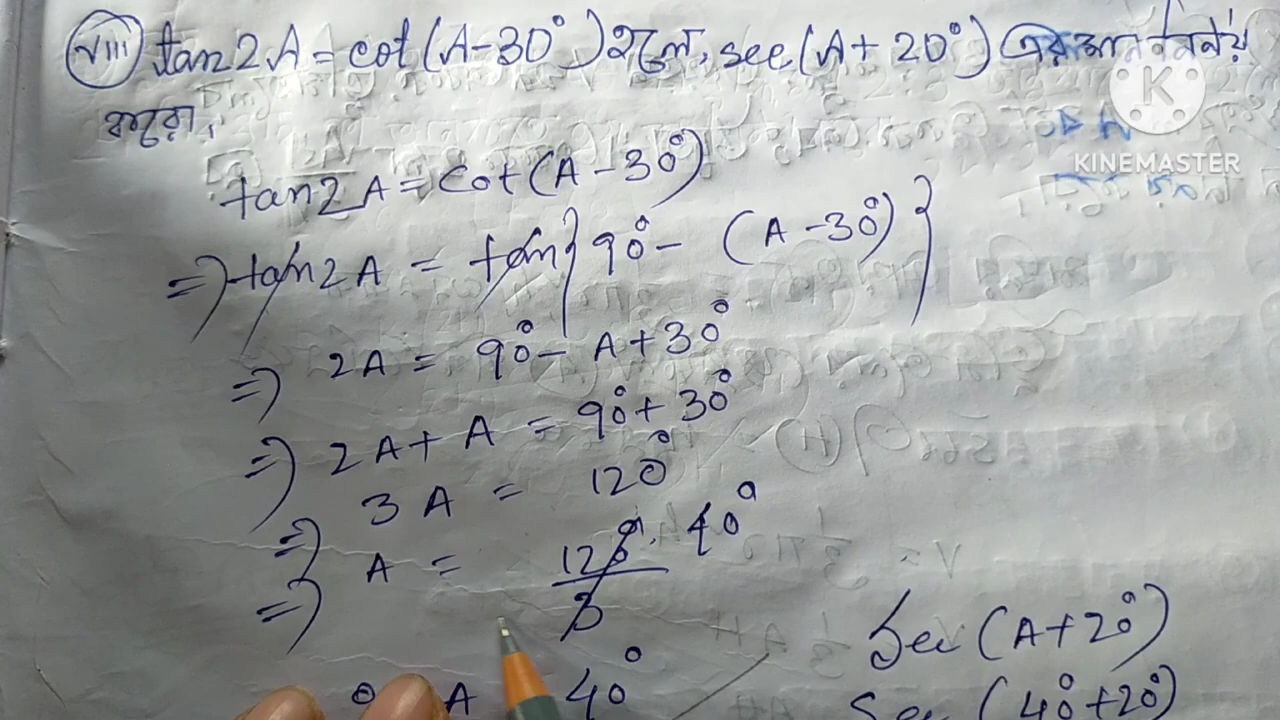 (viii) tan2A = cot(A-30°) হলে, sec(A+20°) এর মান নির্ণয়
করো।
KINEMASTER
tan2A = cot(A-30°)
=> tan2A = tan{90°-(A-30°)}
=> 2A = 90°-A+30°
=> 2A+A = 90°+30°
=> 3A = 120°
=> A = 120°/3 40°
A 40°
Sec(A+20°)
Sec(40°+20°)